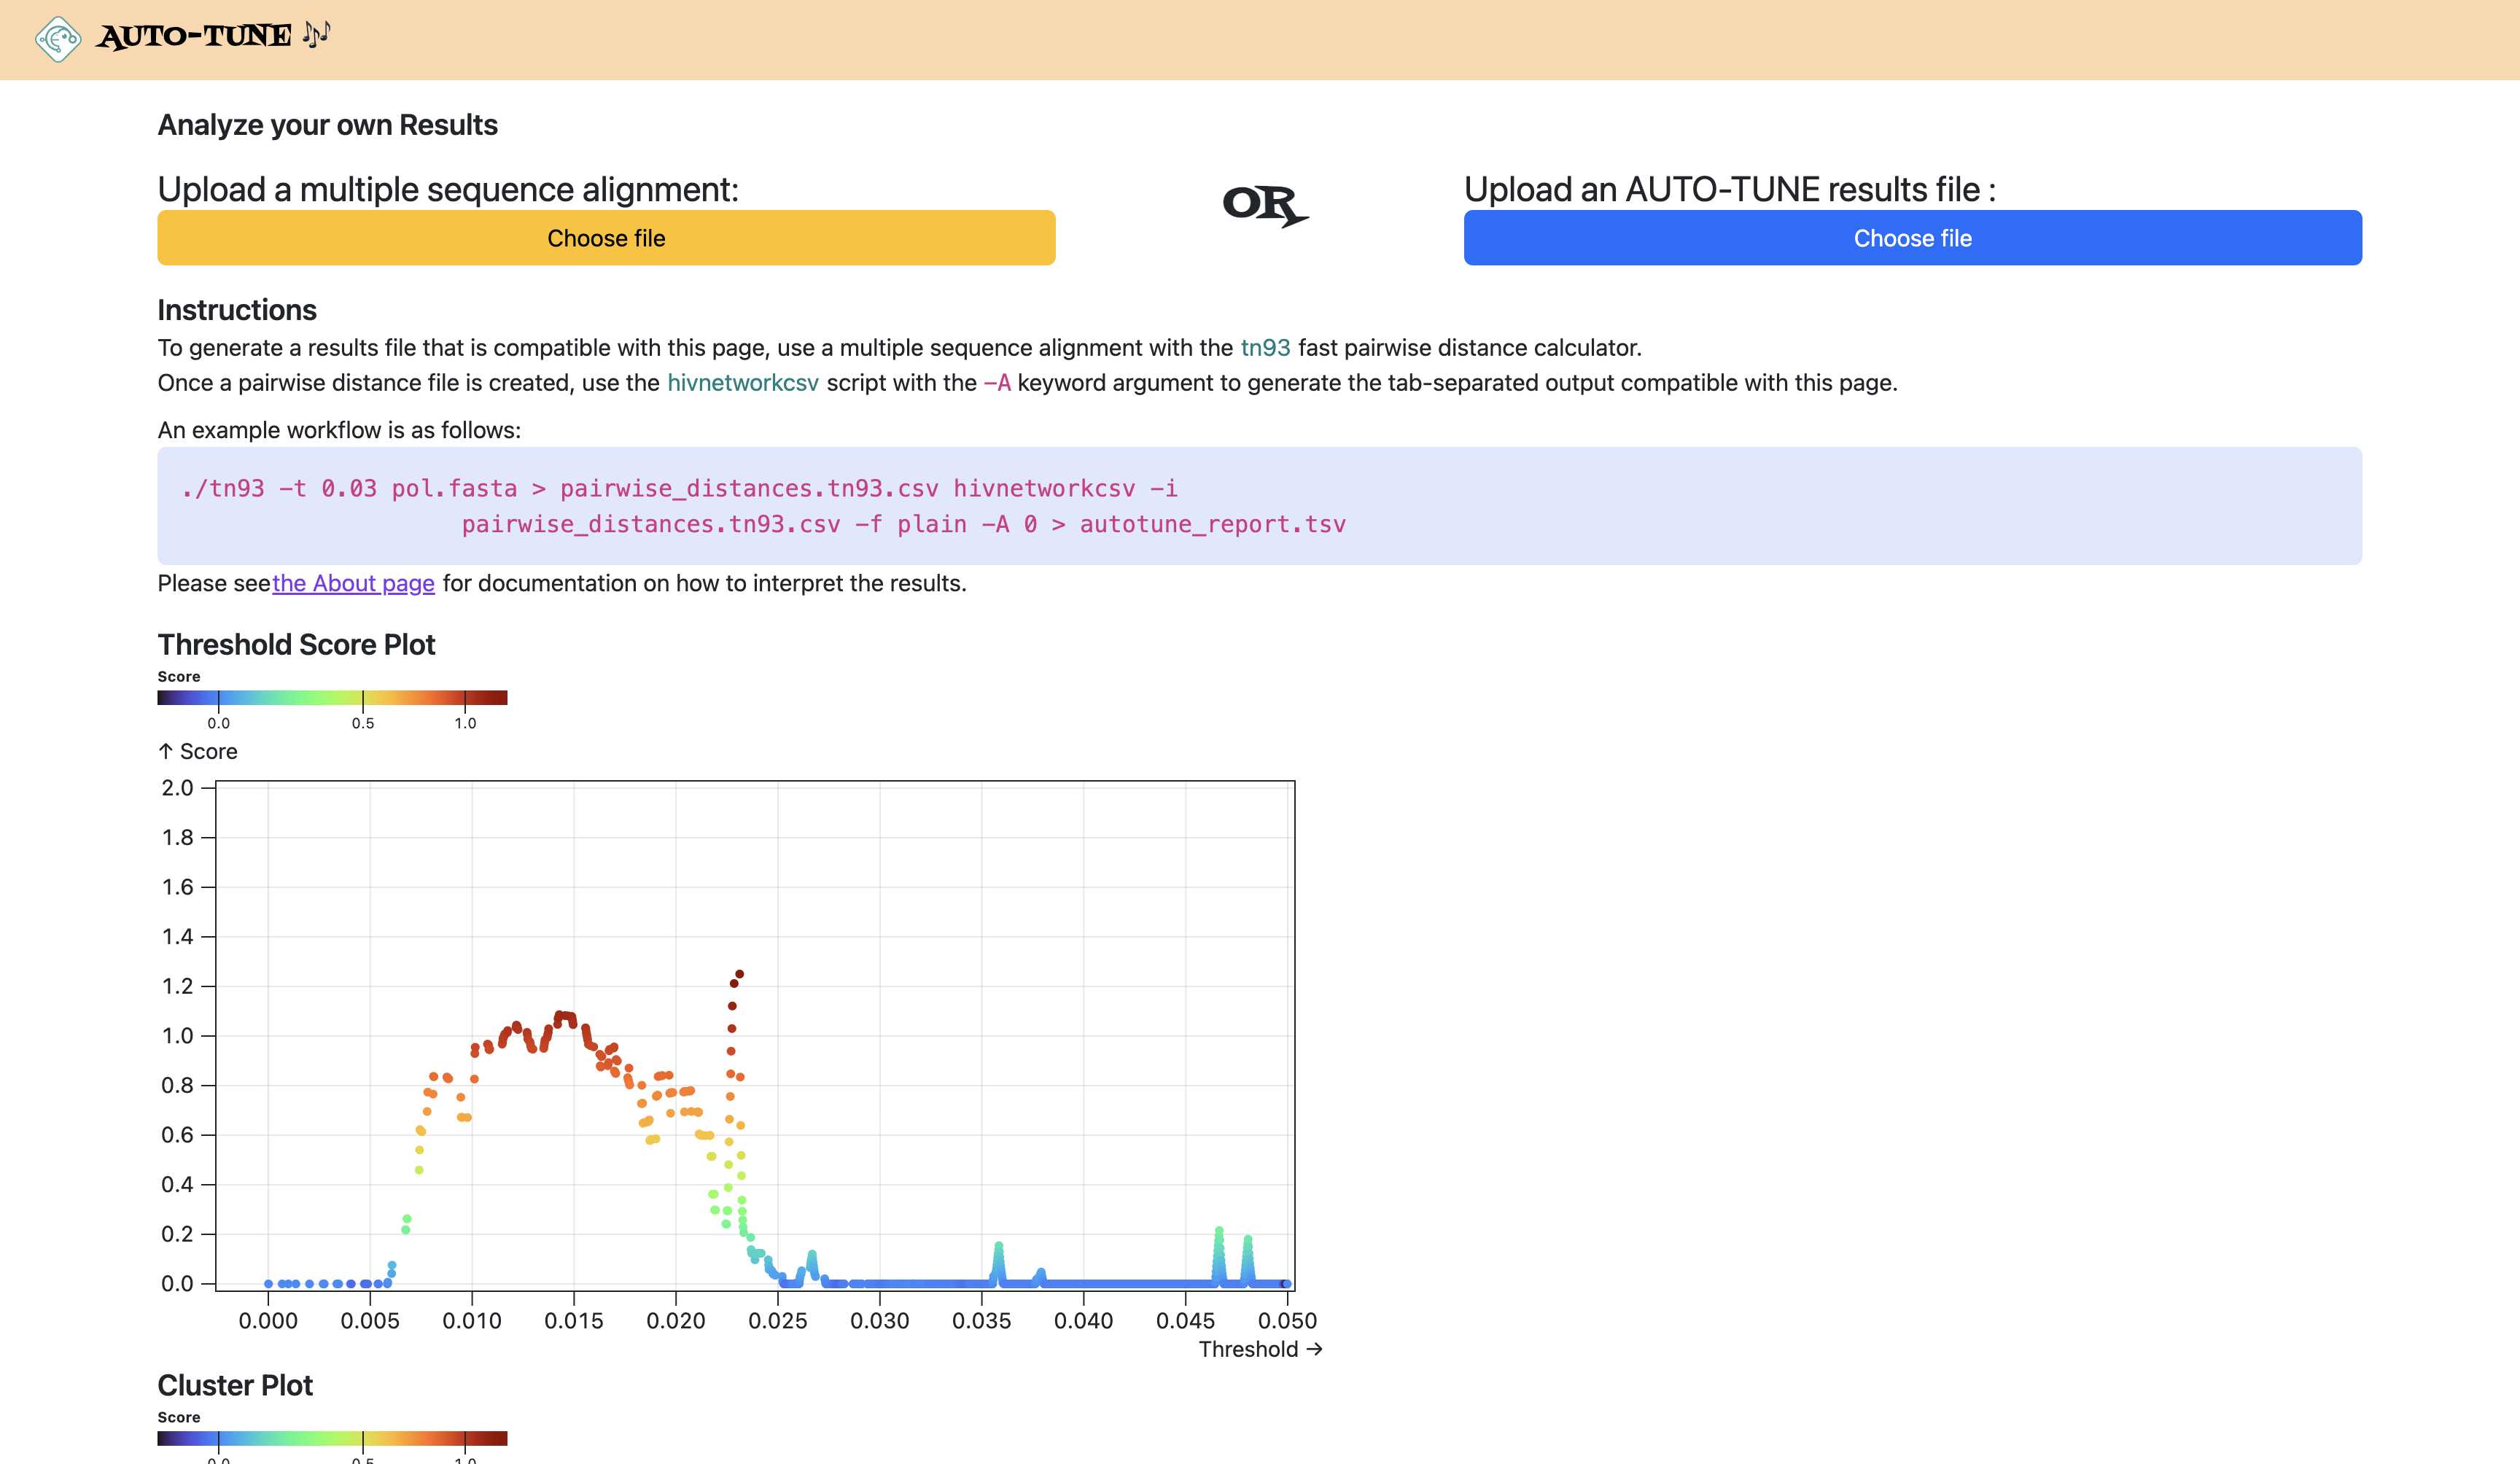 AUTO-TUNE 🎶
Analyze your own Results
Upload a multiple sequence alignment:
Choose file
OR
Upload an AUTO-TUNE results file :
Choose file
Instructions
To generate a results file that is compatible with this page, use a multiple sequence alignment with the tn93 fast pairwise distance calculator.
Once a pairwise distance file is created, use the hivnetworkcsv script with the -A keyword argument to generate the tab-separated output compatible with this page.
An example workflow is as follows:
./tn93 -t 0.03 pol.fasta > pairwise_distances.tn93.csv hivnetworkcsv -i
pairwise_distances.tn93.csv -f plain -A 0 > autotune_report.tsv
Please seethe About page for documentation on how to interpret the results.
Threshold Score Plot
Score
0.0 0.5 1.0
↑ Score
2.0
1.8
1.6
1.4
1.2
1.0
0.8
0.6
0.4
0.2
0.0
0.000 0.005 0.010 0.015 0.020 0.025 0.030 0.035 0.040 0.045 0.050
Threshold →
Cluster Plot
Score
0.0 0.5 1.0